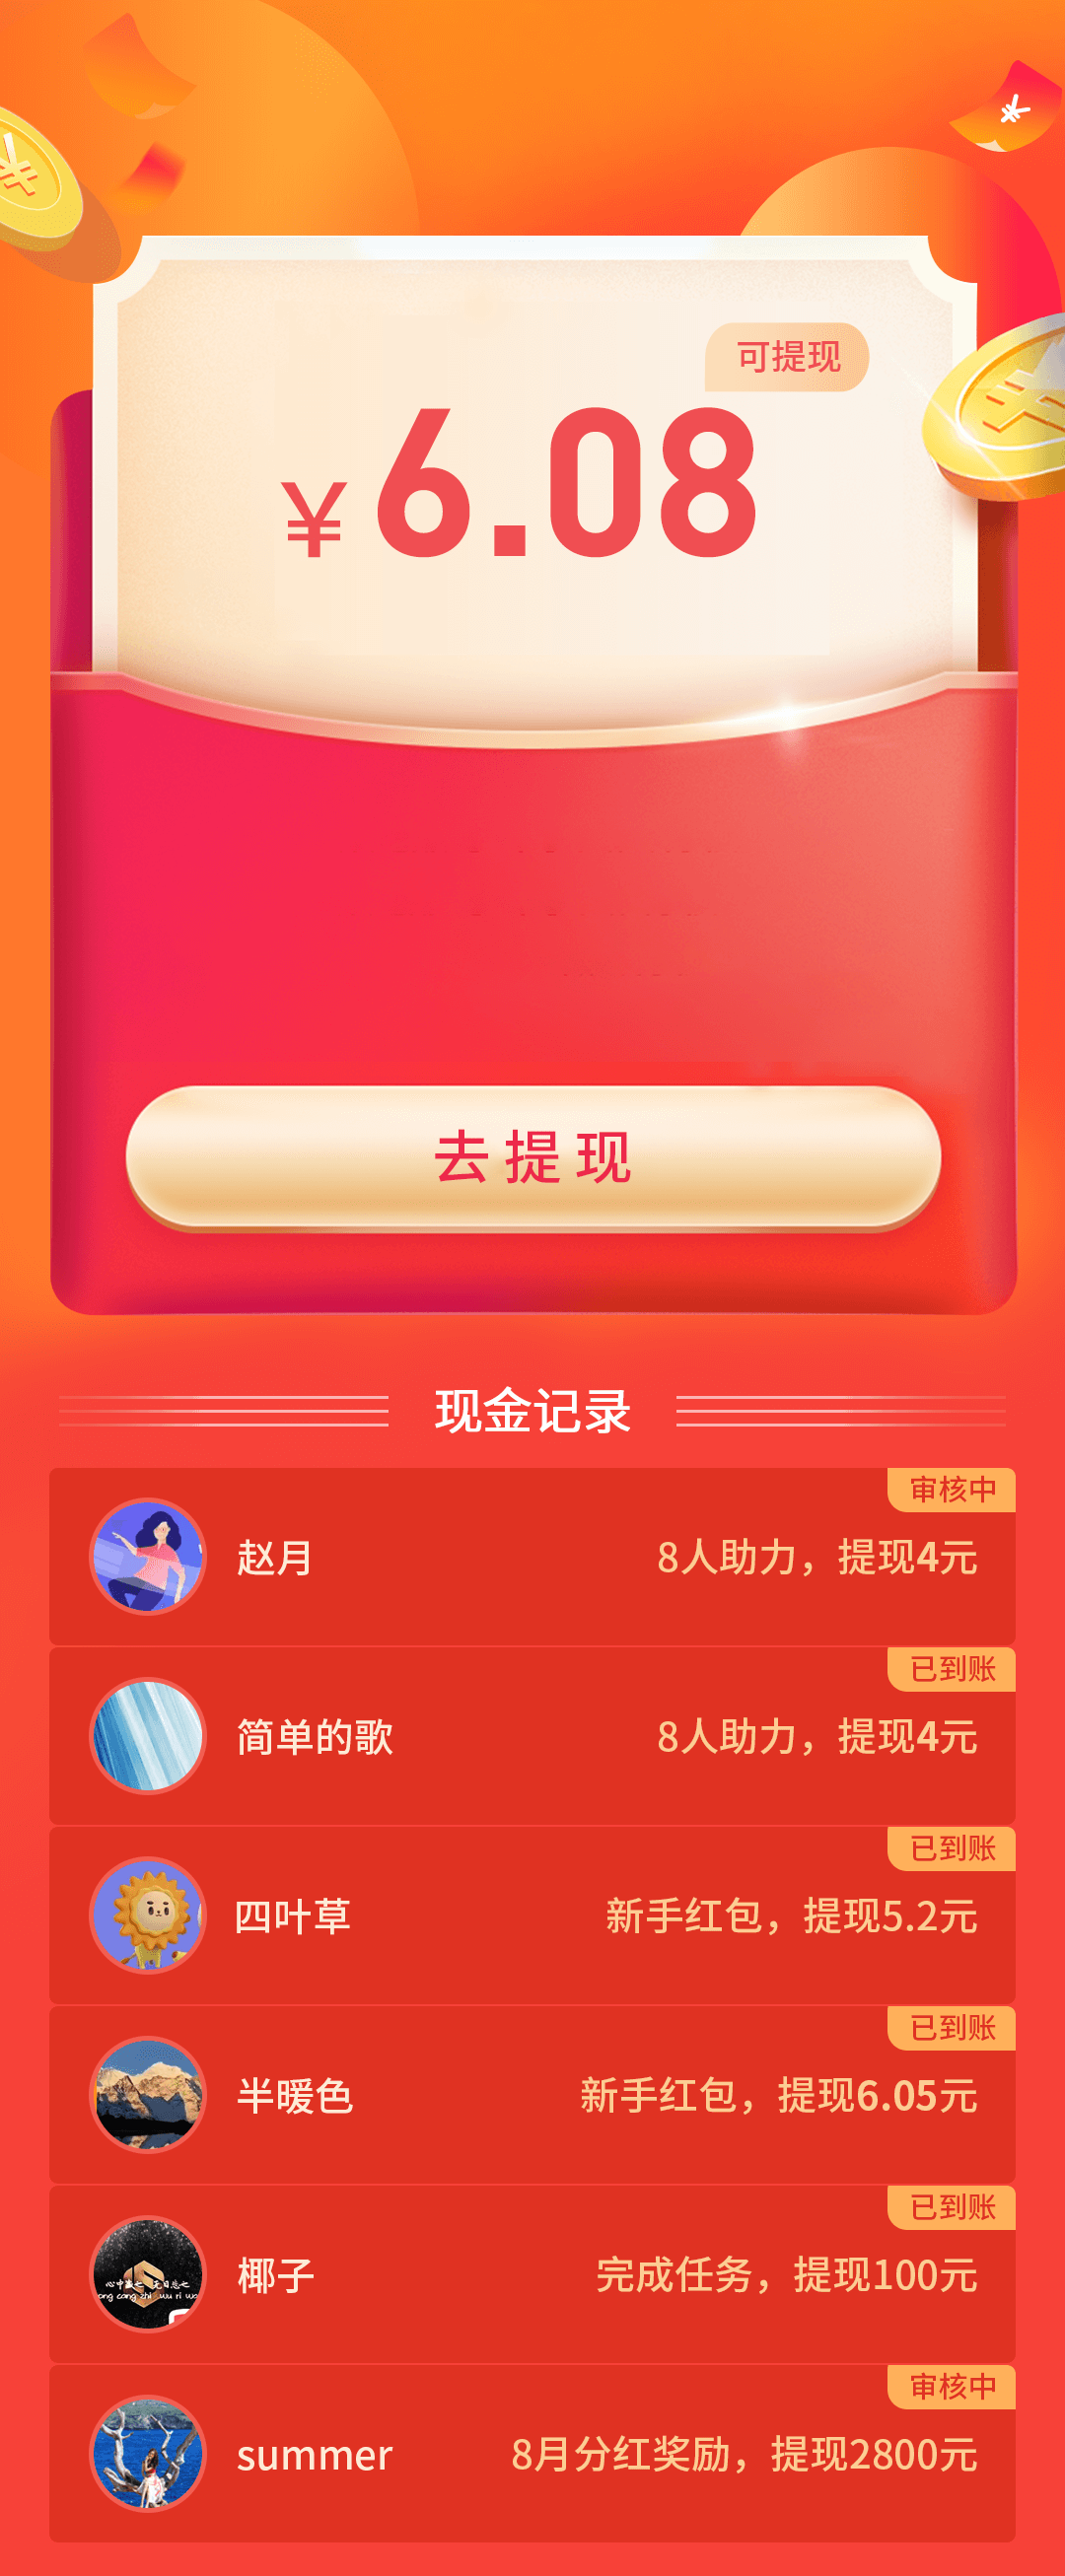 可提现
¥6.08
去提现
现金记录
审核中
赵月 8人助力，提现4元
已到账
简单的歌 8人助力，提现4元
已到账
四叶草 新手红包，提现5.2元
已到账
半暖色 新手红包，提现6.05元
已到账
椰子 完成任务，提现100元
审核中
summer 8月分红奖励，提现2800元